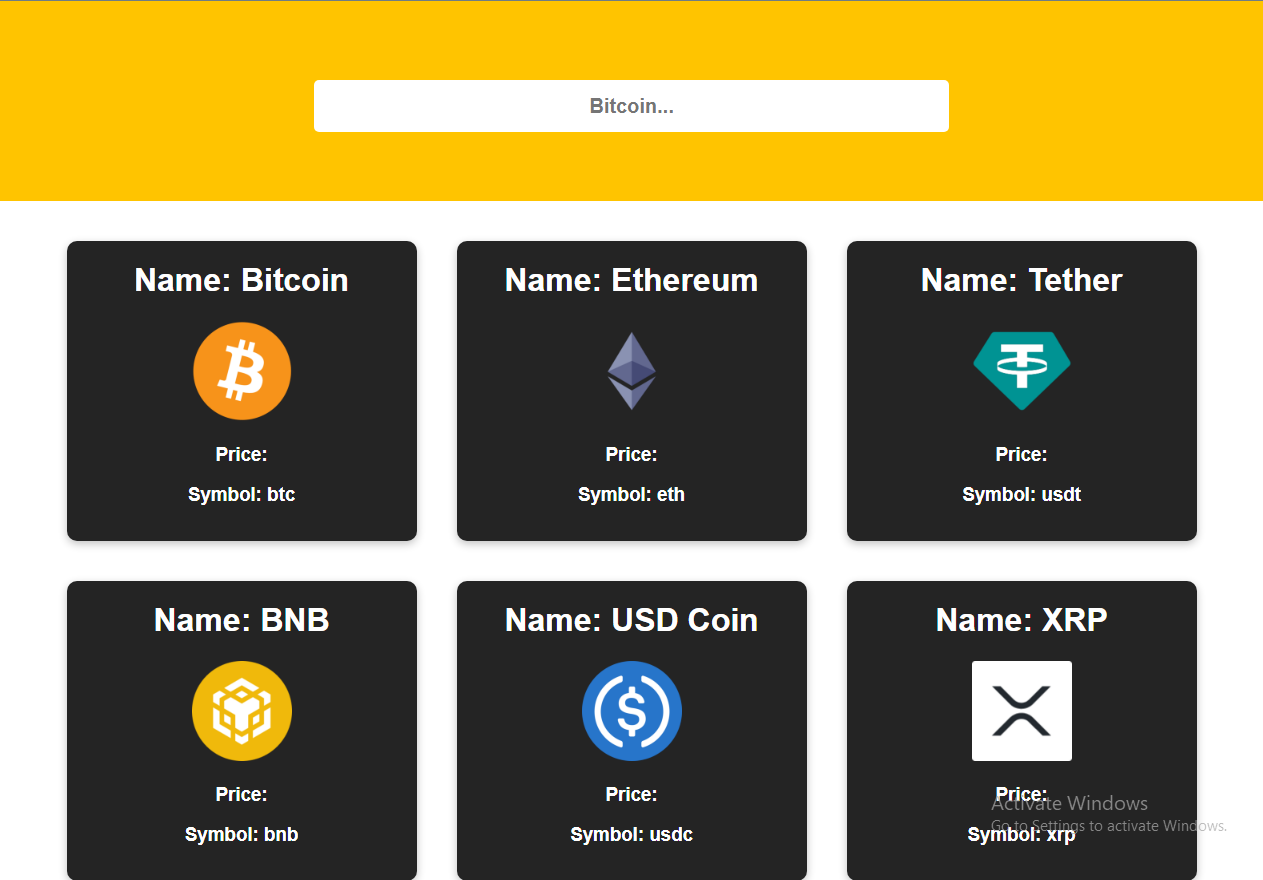 Bitcoin...
Name: Bitcoin
Price:
Symbol: btc
Name: Ethereum
Price:
Symbol: eth
Name: Tether
Price:
Symbol: usdt
Name: BNB
Price:
Symbol: bnb
Name: USD Coin
Price:
Symbol: usdc
Name: XRP
Price:
Symbol: xrp
Activate Windows
Go to Settings to activate Windows.